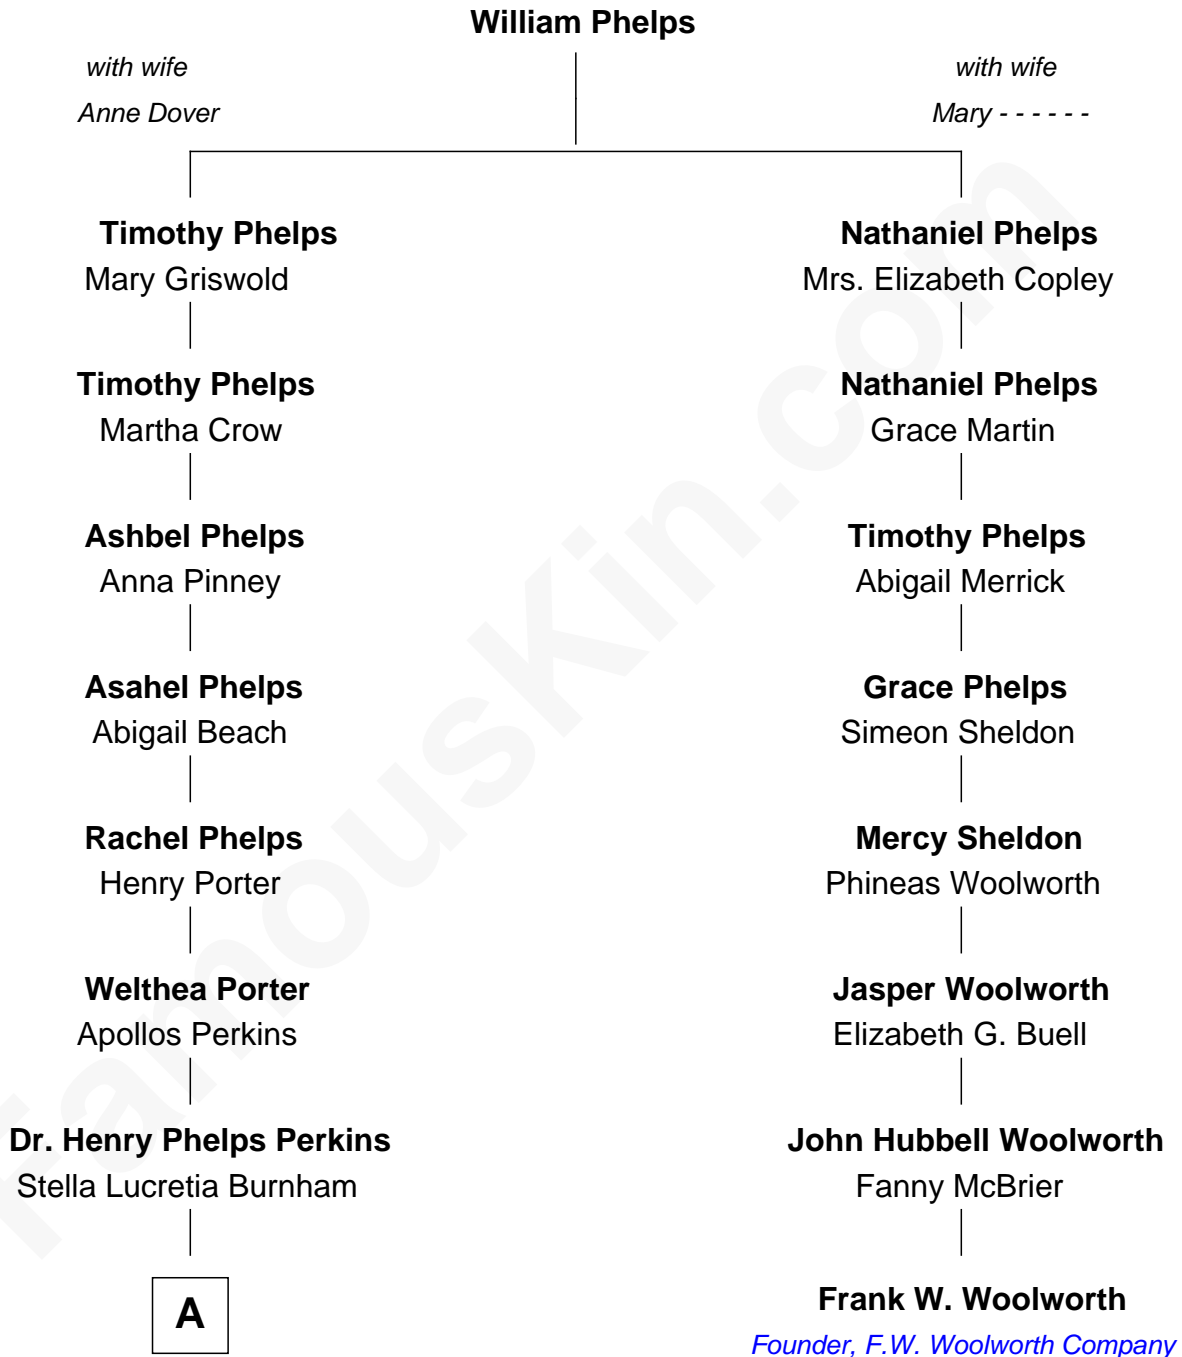 William Phelps
with wife
with wife
Anne Dover
Mary - - - - - -
Timothy Phelps
Nathaniel Phelps
Mary Griswold
Mrs. Elizabeth Copley
Timothy Phelps
Nathaniel Phelps
Martha Crow
Grace Martin
Ashbel Phelps
Timothy Phelps
Anna Pinney
Abigail Merrick
Asahel Phelps
Grace Phelps
Abigail Beach
Simeon Sheldon
Rachel Phelps
Mercy Sheldon
Henry Porter
Phineas Woolworth
Welthea Porter
Jasper Woolworth
Apollos Perkins
Elizabeth G. Buell
Dr. Henry Phelps Perkins
John Hubbell Woolworth
Stella Lucretia Burnham
Fanny McBrier
A
Frank W. Woolworth
Founder, F.W. Woolworth Company
famousKin.com